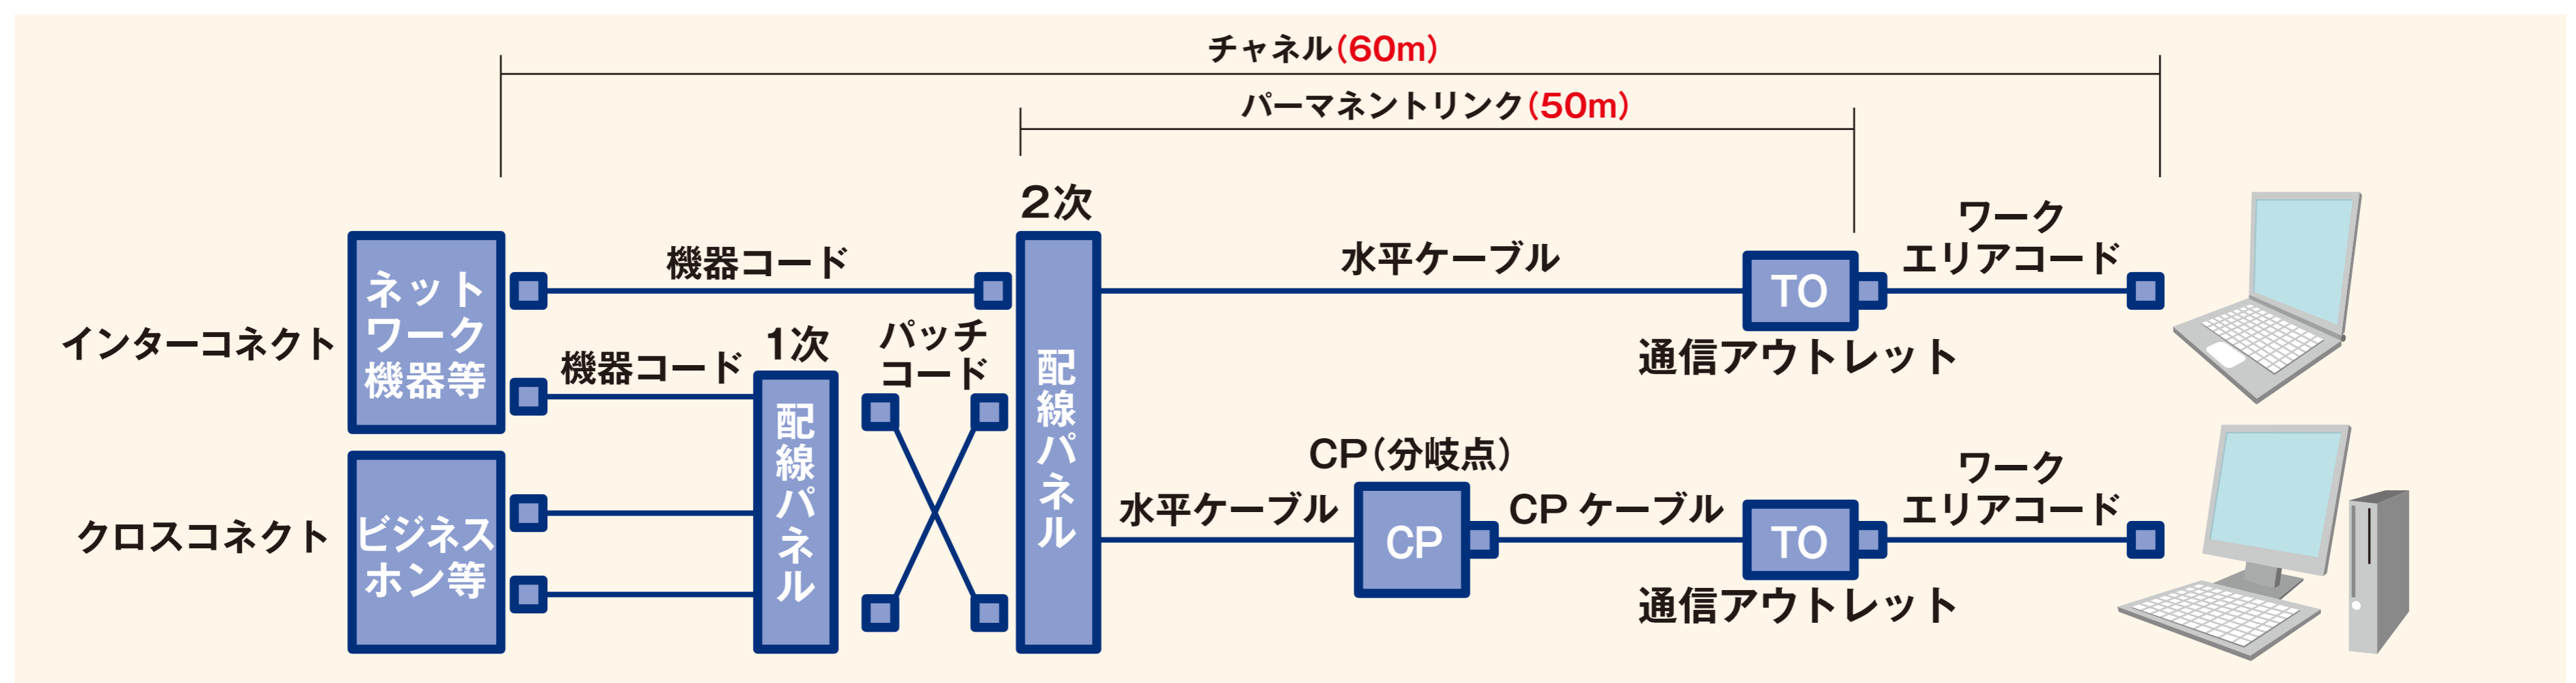 チャネル(60m)
パーマネントリンク(50m)
2次
ワーク
エリアコード
機器コード
水平ケーブル
ネット
ワーク
機器等
TO
インターコネクト
1次
パッチ
コード
機器コード
通信アウトレット
配線パネル
配線パネル
CP(分岐点)
ワーク
エリアコード
水平ケーブル
CP ケーブル
クロスコネクト
ビジネス
ホン等
CP
TO
通信アウトレット